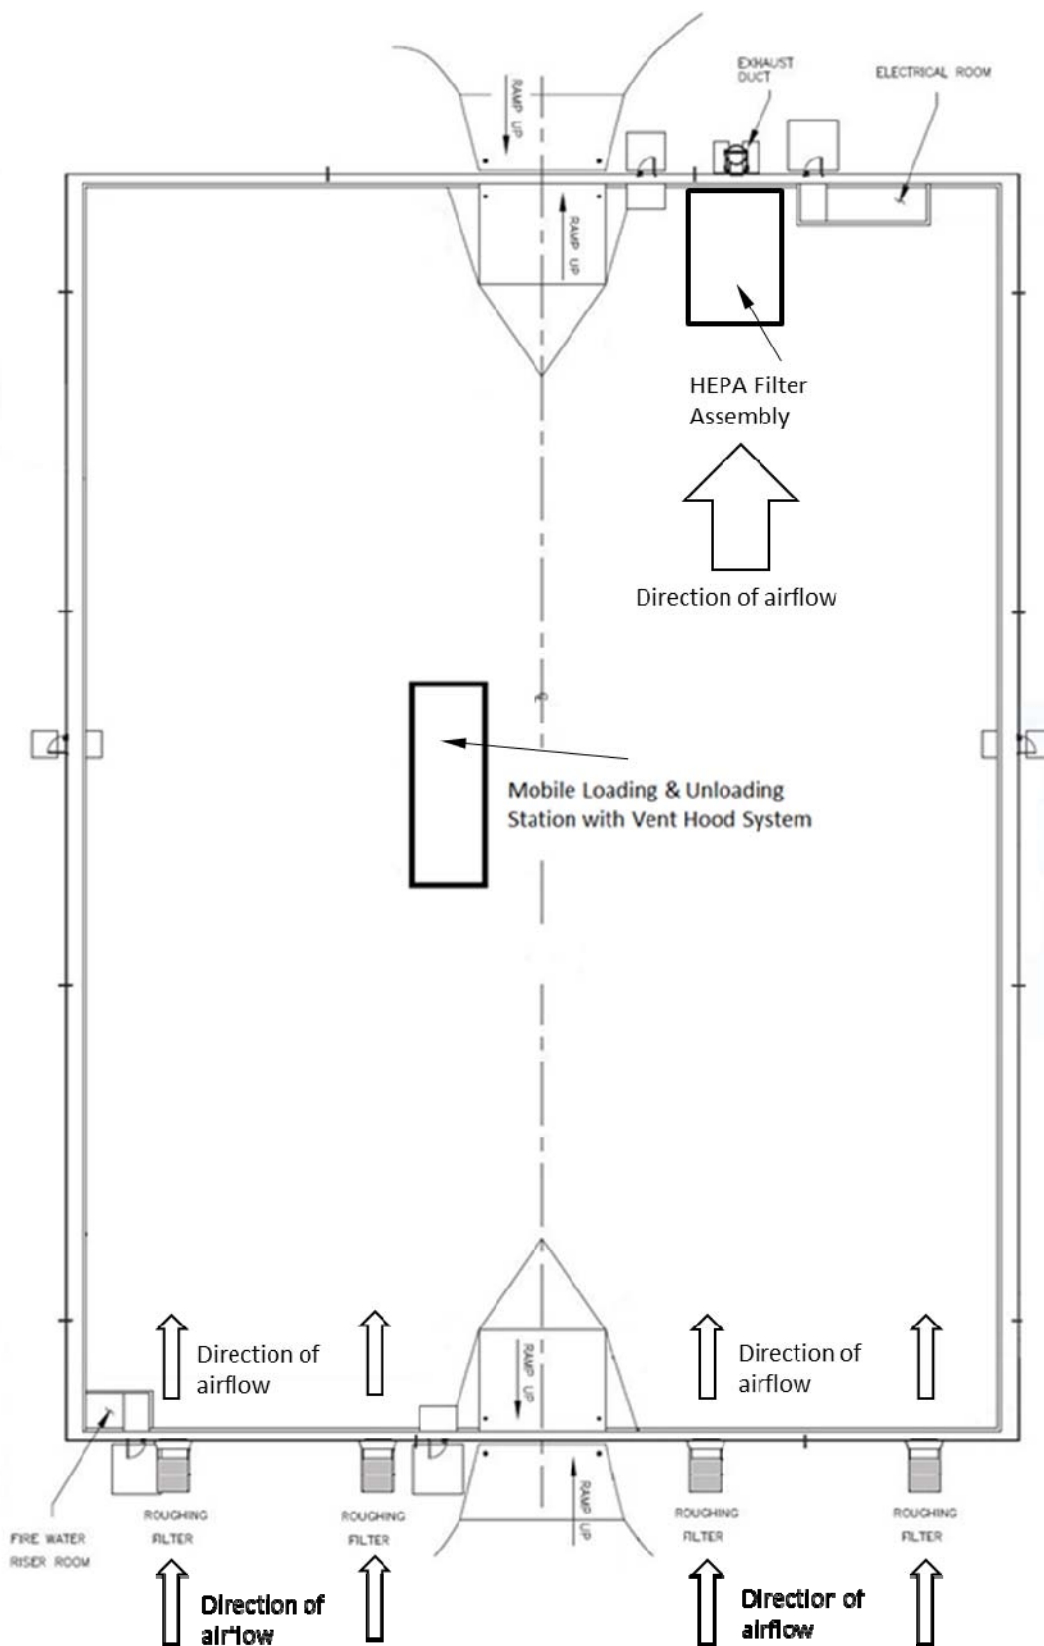 EXHAUST
DUCT
ELECTRICAL ROOM
RAMP UP
RAMP UP
HEPA Filter
Assembly
Direction of airflow
Mobile Loading & Unloading
Station with Vent Hood System
Direction of
airflow
Direction of
airflow
RAMP UP
RAMP UP
ROUGHING
FILTER
ROUGHING
FILTER
ROUGHING
FILTER
ROUGHING
FILTER
FIRE WATER
RISER ROOM
Direction of
airflow
Direction of
airflow